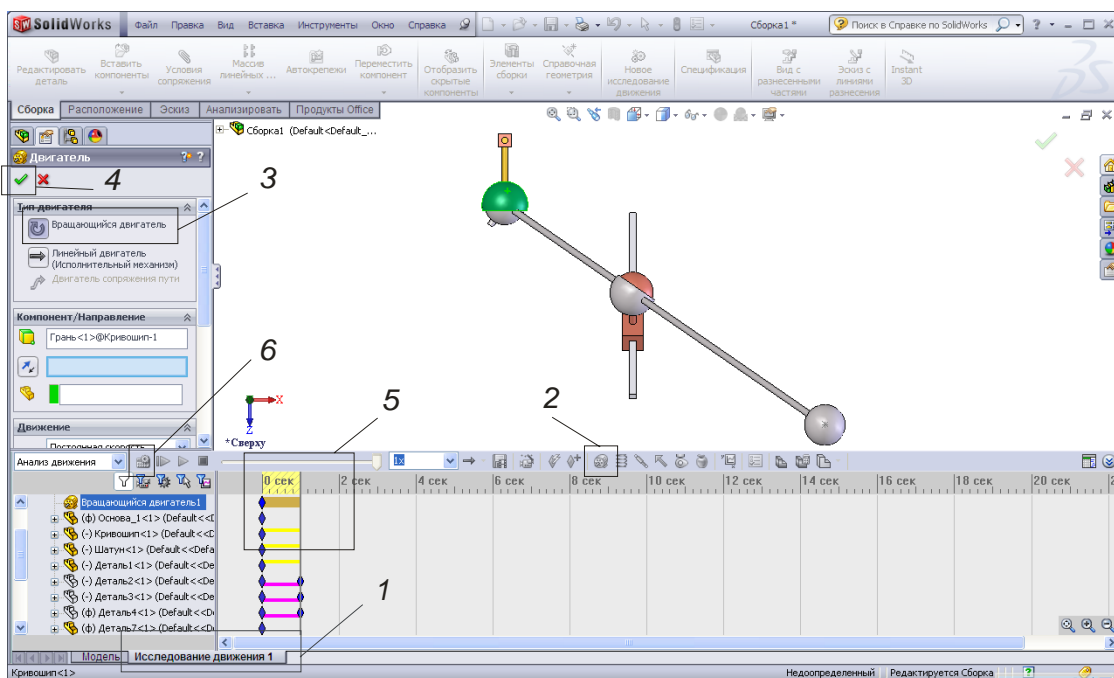 SolidWorks Файл Правка Вид Вставка Инструменты Окно Справка Сборка1 * Поиск в Справке по SolidWorks
Редактировать деталь
Вставить компоненты
Условия сопряжения
Массив линейных ...
Автокрепежи
Переместить компонент
Отобразить скрытые компоненты
Элементы сборки
Справочная геометрия
Новое исследование движения
Спецификация
Вид с разнесенными частями
Эскиз с линиями разнесения
Instant 3D
Сборка Расположение Эскиз Анализировать Продукты Office
Сборка1 (Default<Default_...
Двигатель
4
3
Тип двигателя
Вращающийся двигатель
Линейный двигатель
(Исполнительный механизм)
Двигатель сопряжения пути
Компонент/Направление
Грань<1>@Кривошип-1
6
5
2
X
Z
*Сверху
Движение
Постоянная скорость
Анализ движения 1x
0 сек 2 сек 4 сек 6 сек 8 сек 10 сек 12 сек 14 сек 16 сек 18 сек 20 сек 2
Вращающийся двигатель1
(ф) Основа_1<1> (Default<<D
(-) Кривошип<1> (Default<<D
(-) Шатун<1> (Default<<Defa
(-) Деталь1<1> (Default<<De
(-) Деталь2<1> (Default<<De
(-) Деталь3<1> (Default<<De
(ф) Деталь4<1> (Default<<D
(ф) Деталь7<1> (Default<<D
1
Модель Исследование движения 1
Кривошип<1> Недоопределенный Редактируется Сборка